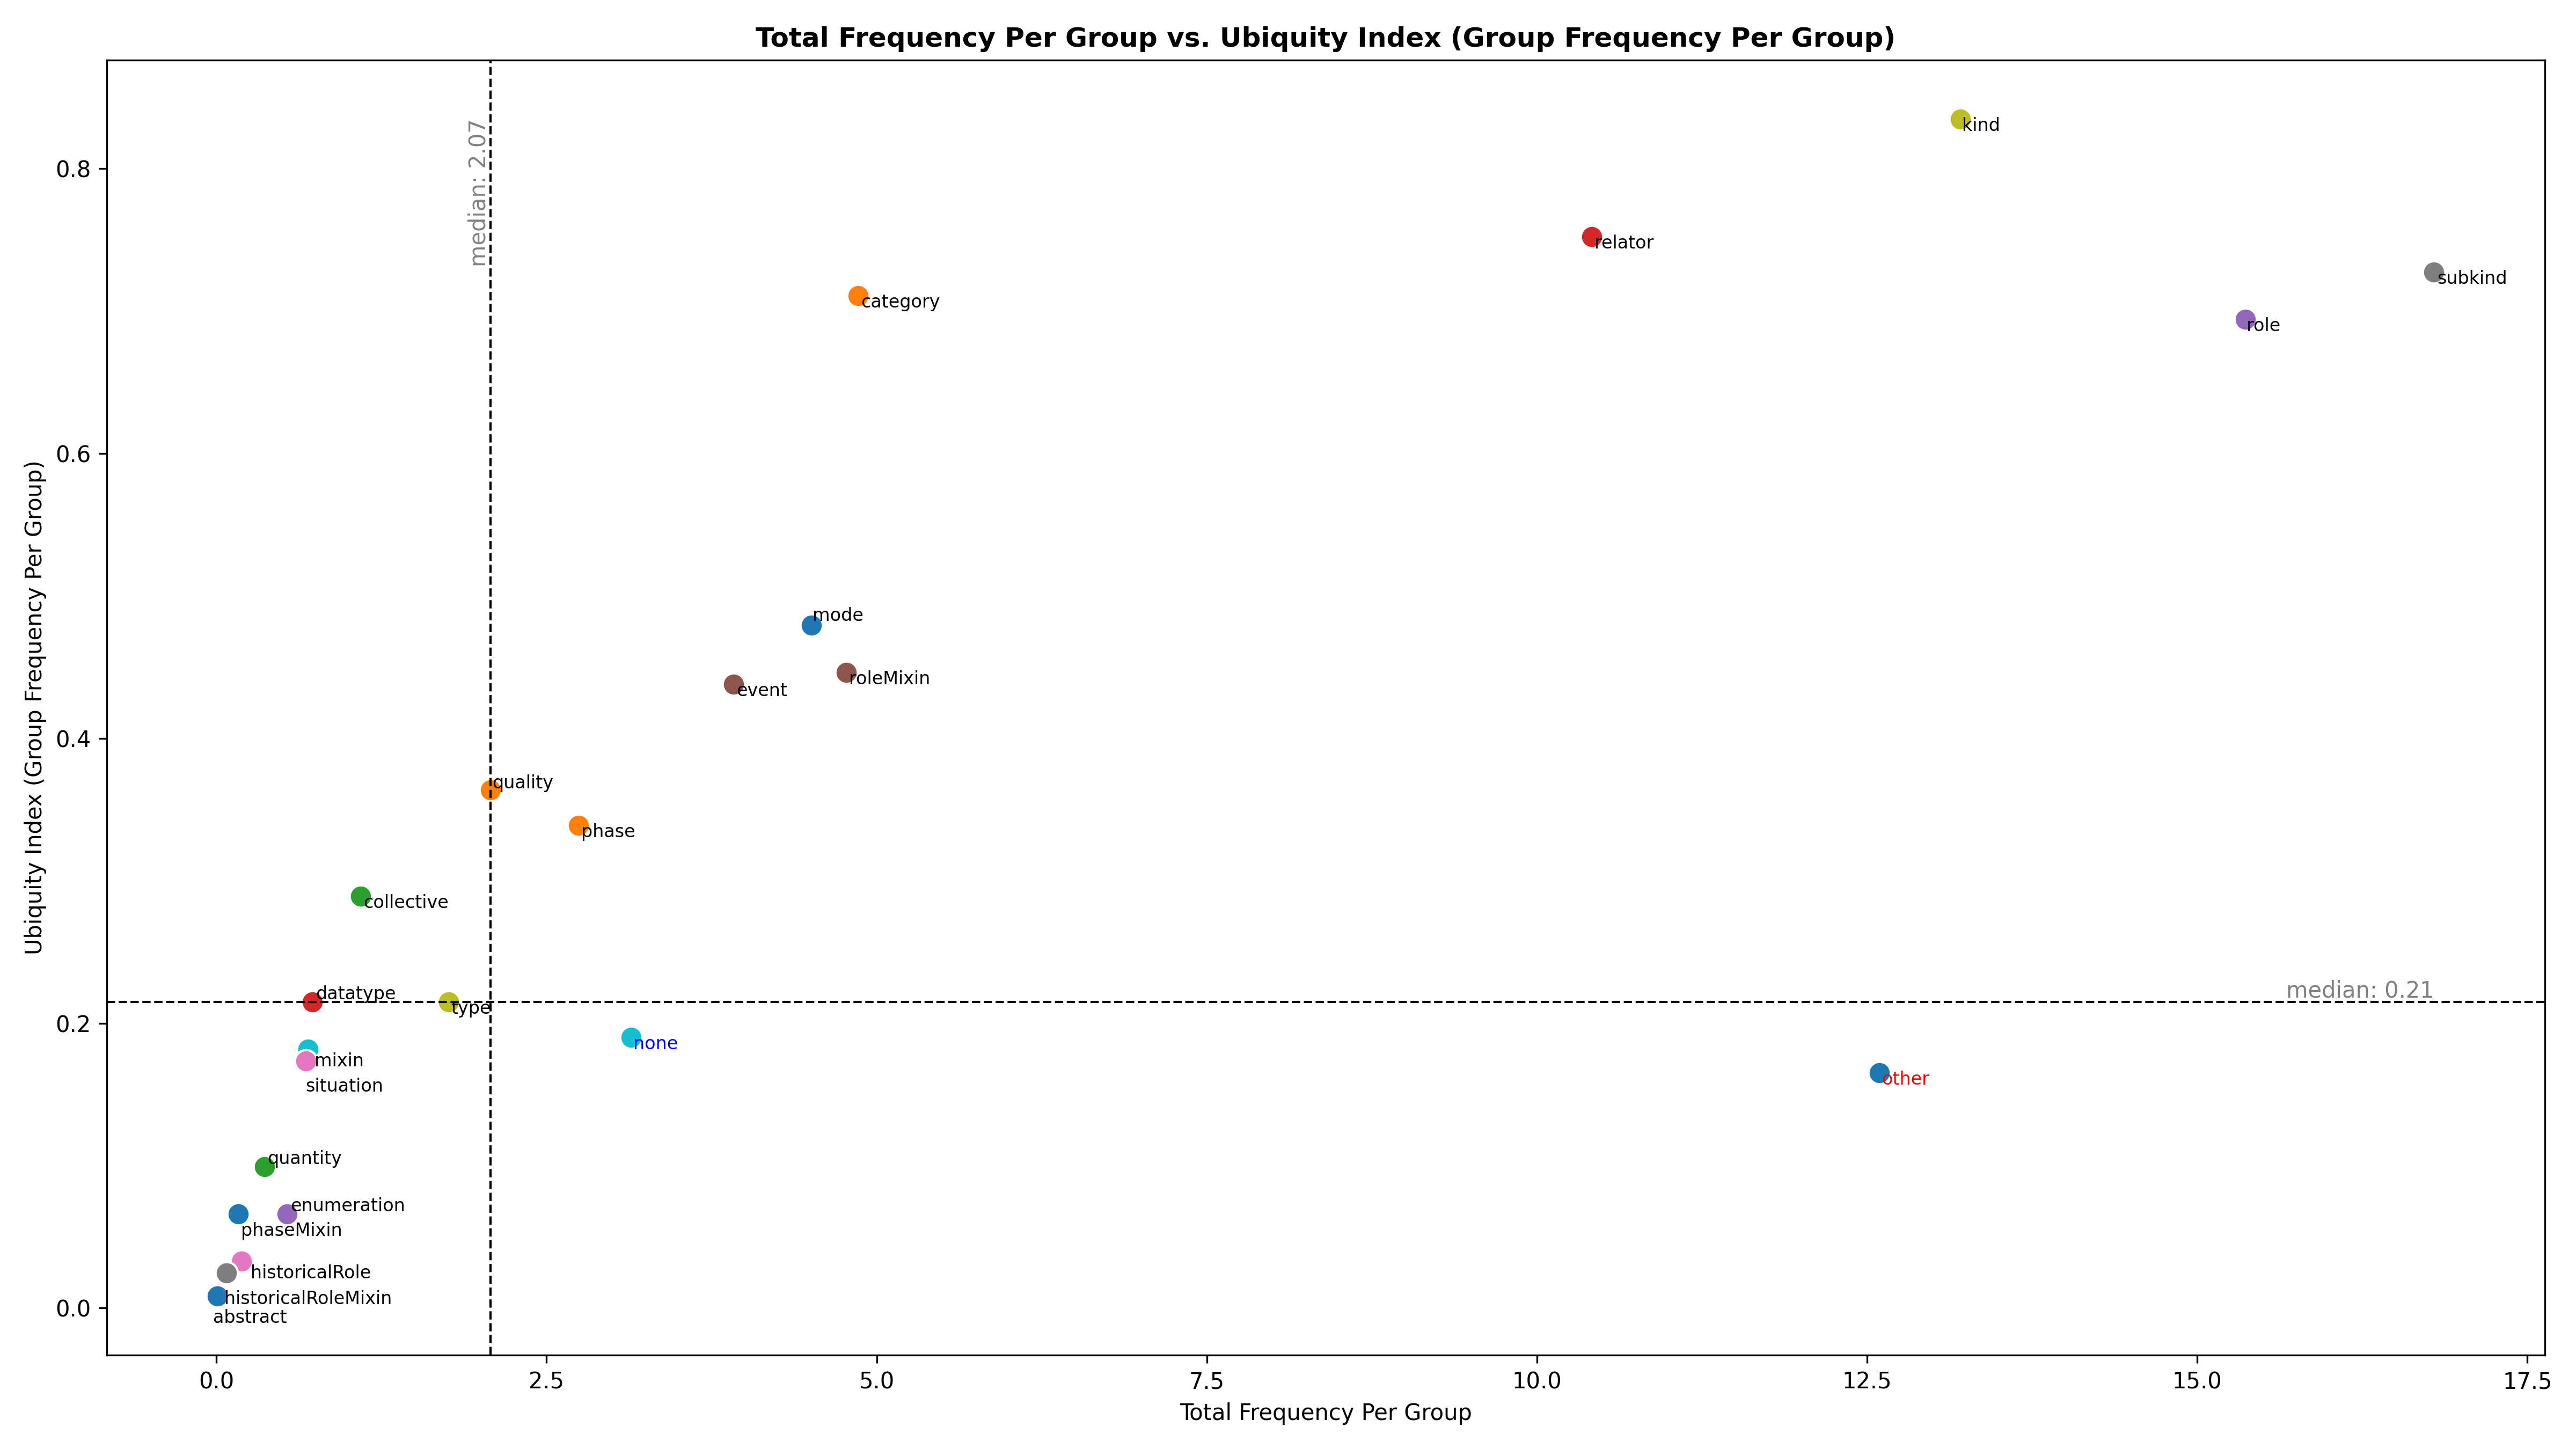 Total Frequency Per Group vs. Ubiquity Index (Group Frequency Per Group)
median: 2.07
kind
relator
subkind
category
role
mode
roleMixin
event
quality
phase
collective
median: 0.21
datatype
type
none
mixin
other
situation
quantity
enumeration
phaseMixin
historicalRole
historicalRoleMixin
abstract
0.8
0.6
0.4
0.2
0.0
Ubiquity Index (Group Frequency Per Group)
0.0 2.5 5.0 7.5 10.0 12.5 15.0 17.5
Total Frequency Per Group